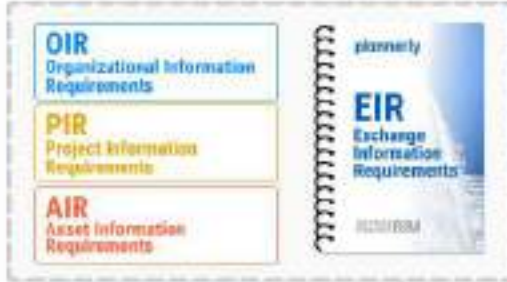 OIR
Organizational Information
Requirements
PIR
Project Information
Requirements
AIR
Asset Information
Requirements
plannerly
EIR
Exchange
Information
Requirements